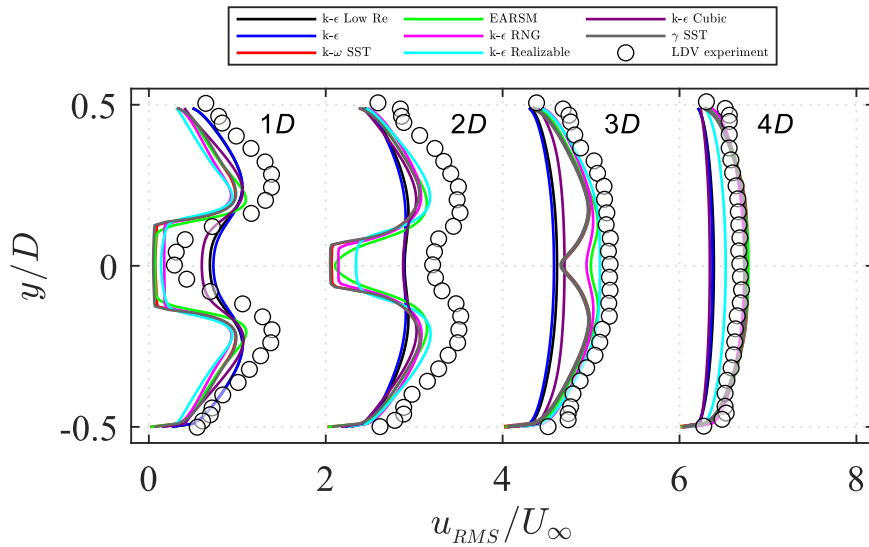 k-ϵ Low Re EARSM k-ϵ Cubic
k-ϵ k-ϵ RNG γ SST
k-ω SST k-ϵ Realizable LDV experiment
0.5 1D 2D 3D 4D
y/D
0
-0.5
0 2 4 6 8
u_RMS/U_∞